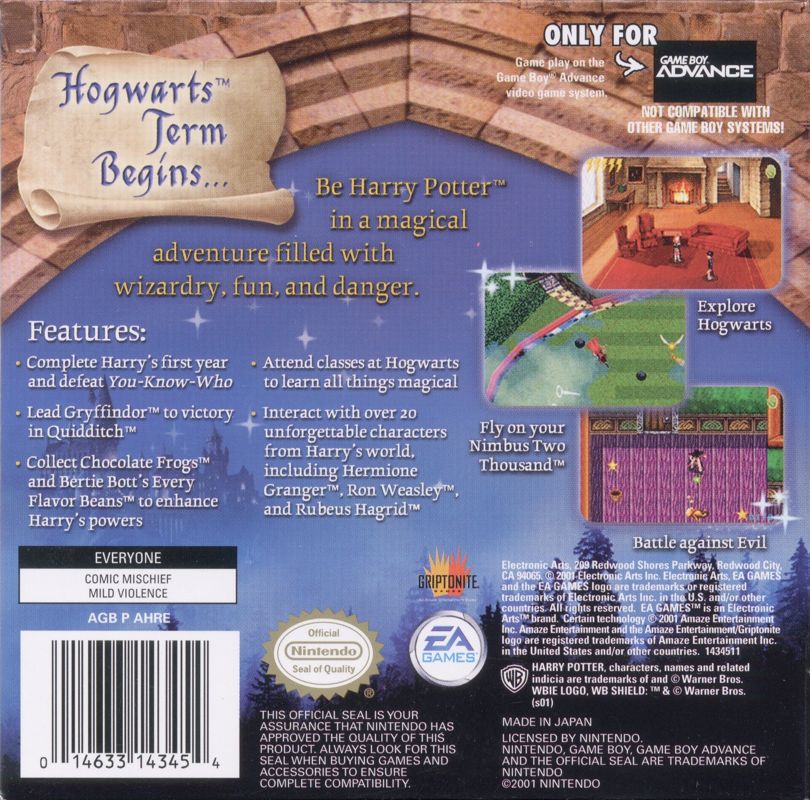 Hogwarts™
Term
Begins...
ONLY FOR
Game play on the
Game Boy® Advance
video game system.
GAME BOY
ADVANCE
NOT COMPATIBLE WITH
OTHER GAME BOY SYSTEMS!
Be Harry Potter™
in a magical
adventure filled with
wizardry, fun, and danger.
Explore
Hogwarts
Fly on your
Nimbus Two
Thousand™
Battle against Evil
Features:
• Complete Harry's first year
and defeat You-Know-Who
• Lead Gryffindor™ to victory
in Quidditch™
• Collect Chocolate Frogs™
and Bertie Bott's Every
Flavor Beans™ to enhance
Harry's powers
• Attend classes at Hogwarts
to learn all things magical
• Interact with over 20
unforgettable characters
from Harry's world,
including Hermione
Granger™, Ron Weasley™,
and Rubeus Hagrid™
EVERYONE
COMIC MISCHIEF
MILD VIOLENCE
AGB P AHRE
0 14633 14345 4
GRIPTONITE
Official
Nintendo
Seal of Quality
®
EA
GAMES™
THIS OFFICIAL SEAL IS YOUR
ASSURANCE THAT NINTENDO HAS
APPROVED THE QUALITY OF THIS
PRODUCT. ALWAYS LOOK FOR THIS
SEAL WHEN BUYING GAMES AND
ACCESSORIES TO ENSURE
COMPLETE COMPATIBILITY.
Electronic Arts, 209 Redwood Shores Parkway, Redwood City,
CA 94065. © 2001 Electronic Arts Inc. Electronic Arts, EA GAMES
and the EA GAMES logo are trademarks or registered
trademarks of Electronic Arts Inc. in the U.S. and/or other
countries. All rights reserved. EA GAMES™ is an Electronic
Arts™ brand. Certain technology © 2001 Amaze Entertainment
Inc. Amaze Entertainment and the Amaze Entertainment/Griptonite
logo are registered trademarks of Amaze Entertainment Inc.
in the United States and/or other countries. 1434511
WB
HARRY POTTER, characters, names and related
indicia are trademarks of and © Warner Bros.
WBIE LOGO, WB SHIELD: ™ & © Warner Bros.
(s01)
MADE IN JAPAN
LICENSED BY NINTENDO.
NINTENDO, GAME BOY, GAME BOY ADVANCE
AND THE OFFICIAL SEAL ARE TRADEMARKS OF
NINTENDO
©2001 NINTENDO